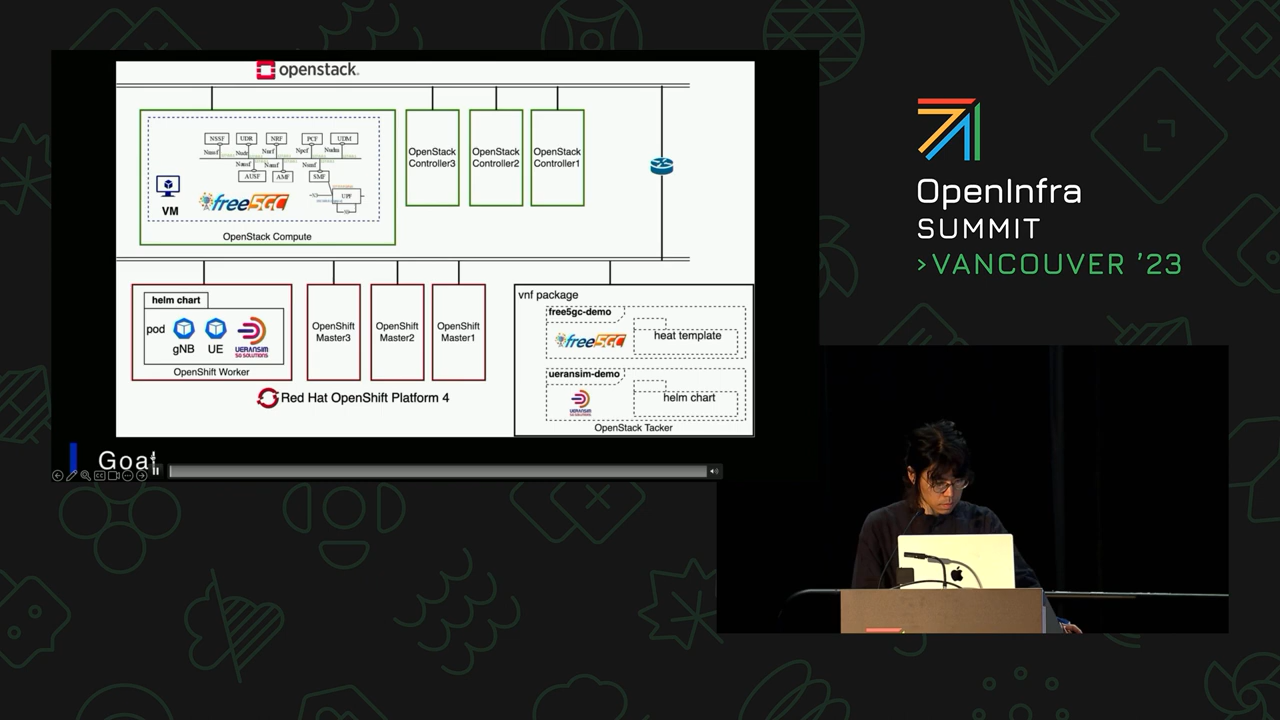 openstack.
NSSF UDR NRF PCF UDM
Nnssf Nudr Nnrf Npcf Nudm
Nausf Namf Nsmf
AUSF AMF SMF
UPF
VM
free5GC
OpenStack Compute
OpenStack
Controller3
OpenStack
Controller2
OpenStack
Controller1
helm chart
pod
gNB UE
UERANSIM
5G SOLUTIONS
OpenShift Worker
OpenShift
Master3
OpenShift
Master2
OpenShift
Master1
Red Hat OpenShift Platform 4
vnf package
free5gc-demo
free5GC
heat template
ueransim-demo
UERANSIM
helm chart
OpenStack Tacker
Goal
OpenInfra
SUMMIT
>VANCOUVER '23